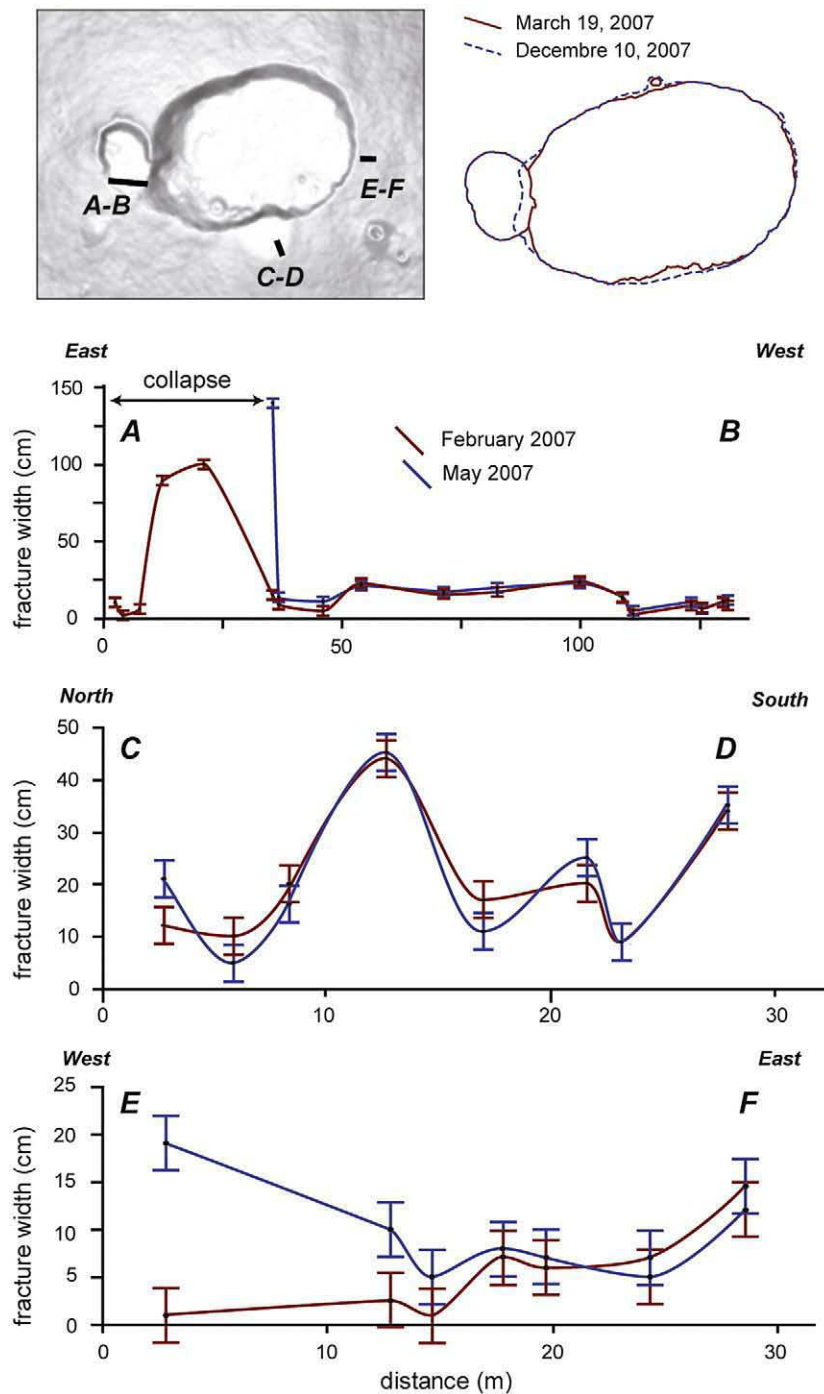 March 19, 2007
Decembre 10, 2007
A-B
E-F
C-D
East
West
collapse
A
B
February 2007
May 2007
fracture width (cm)
150
100
50
0
0
50
100
North
South
C
D
fracture width (cm)
50
40
30
20
10
0
0
10
20
30
West
East
E
F
fracture width (cm)
25
20
15
10
5
0
0
10
20
30
distance (m)